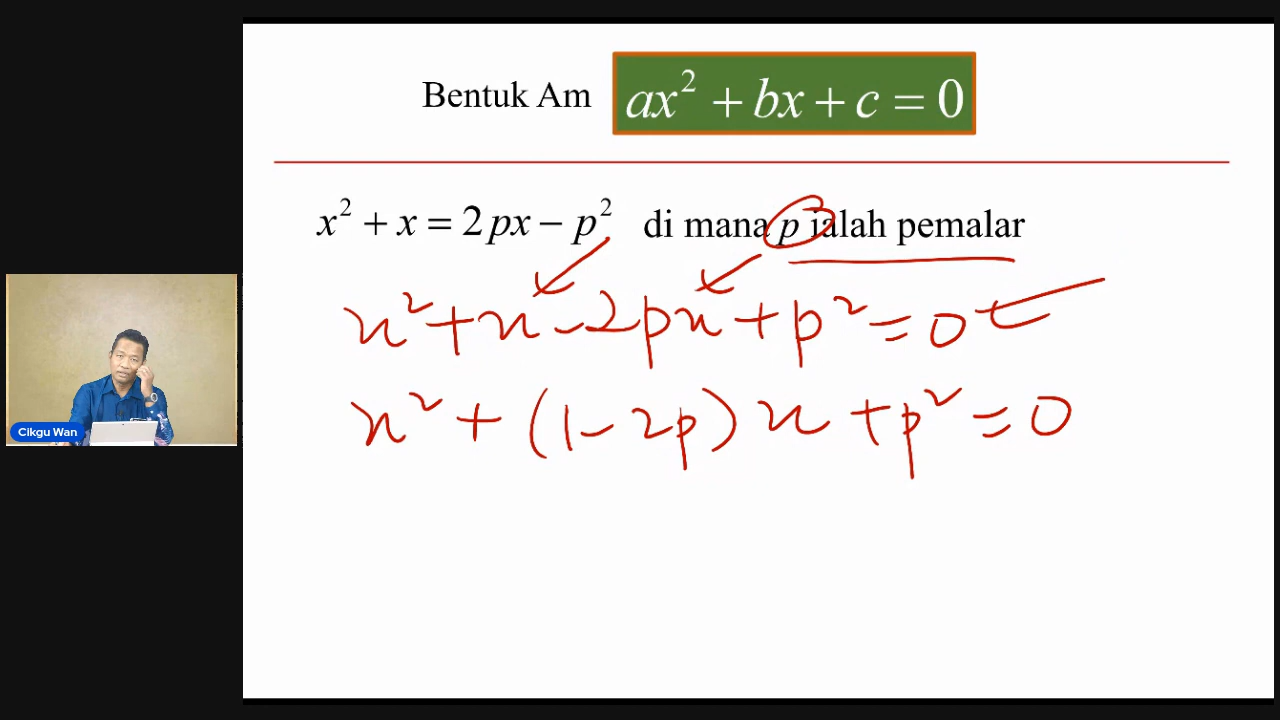 Bentuk Am ax² + bx + c = 0
x² + x = 2px − p² di mana p ialah pemalar
x² + x − 2px + p² = 0
x² + (1 − 2p)x + p² = 0
Cikgu Wan